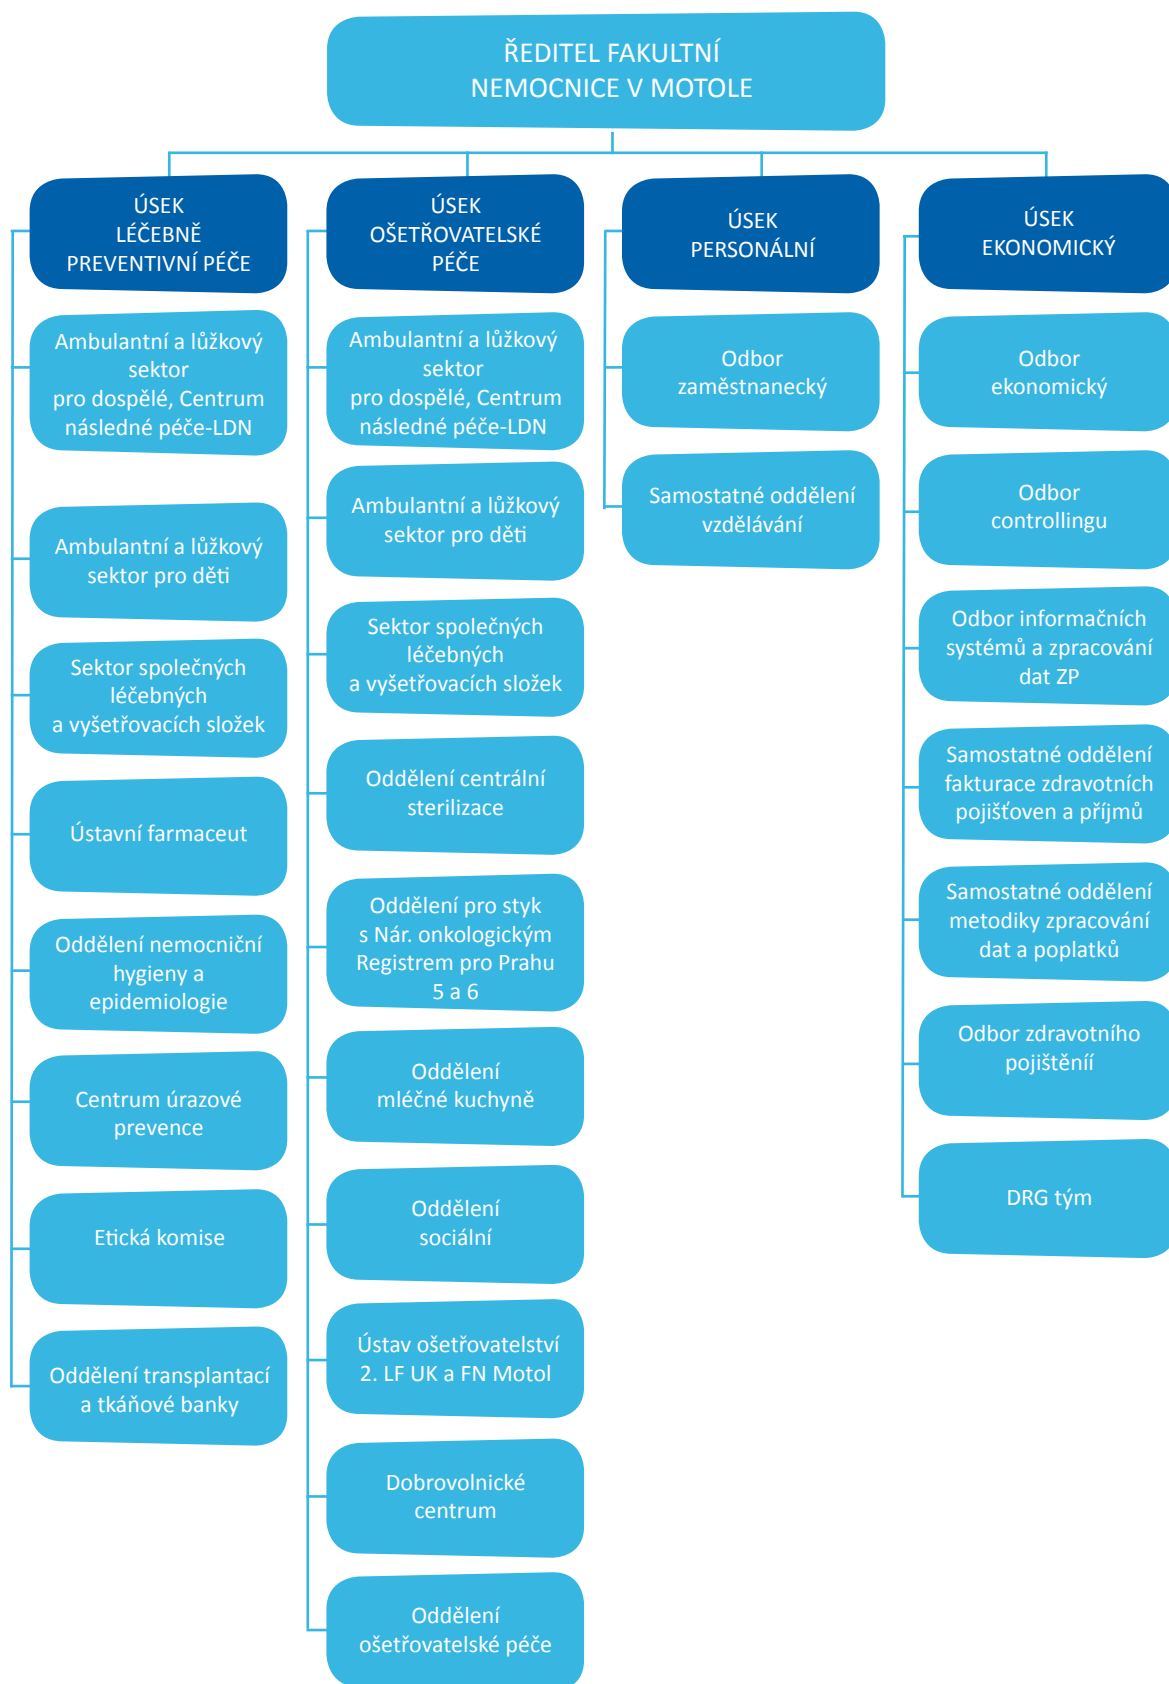 ŘEDITEL FAKULTNÍ
NEMOCNICE V MOTOLE
ÚSEK
LÉČEBNĚ
PREVENTIVNÍ PÉČE
Ambulantní a lůžkový
sektor
pro dospělé, Centrum
následné péče-LDN
Ambulantní a lůžkový
sektor pro děti
Sektor společných
léčebných
a vyšetřovacích složek
Ústavní farmaceut
Oddělení nemocniční
hygieny a
epidemiologie
Centrum úrazové
prevence
Etická komise
Oddělení transplantací
a tkáňové banky
ÚSEK
OŠETŘOVATELSKÉ
PÉČE
Ambulantní a lůžkový
sektor
pro dospělé, Centrum
následné péče-LDN
Ambulantní a lůžkový
sektor pro děti
Sektor společných
léčebných
a vyšetřovacích složek
Oddělení centrální
sterilizace
Oddělení pro styk
s Nár. onkologickým
Registrem pro Prahu
5 a 6
Oddělení
mléčné kuchyně
Oddělení
sociální
Ústav ošetřovatelství
2. LF UK a FN Motol
Dobrovolnické
centrum
Oddělení
ošetřovatelské péče
ÚSEK
PERSONÁLNÍ
Odbor
zaměstnanecký
Samostatné oddělení
vzdělávání
ÚSEK
EKONOMICKÝ
Odbor
ekonomický
Odbor
controllingu
Odbor informačních
systémů a zpracování
dat ZP
Samostatné oddělení
fakturace zdravotních
pojišťoven a příjmů
Samostatné oddělení
metodiky zpracování
dat a poplatků
Odbor zdravotního
pojištěníí
DRG tým